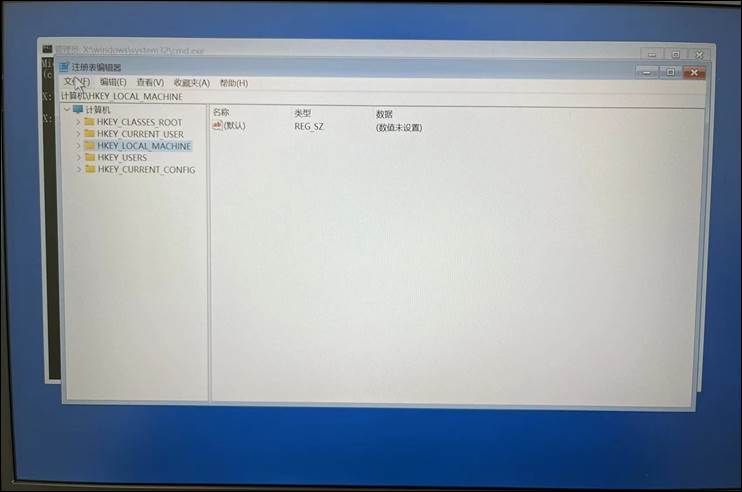 管理员: X:\windows\system32\cmd.exe
注册表编辑器
文件(F) 编辑(E) 查看(V) 收藏夹(A) 帮助(H)
计算机\HKEY_LOCAL_MACHINE
计算机
HKEY_CLASSES_ROOT
HKEY_CURRENT_USER
HKEY_LOCAL_MACHINE
HKEY_USERS
HKEY_CURRENT_CONFIG
名称 类型 数据
(默认) REG_SZ (数值未设置)
Mic
(c)
X:
X: